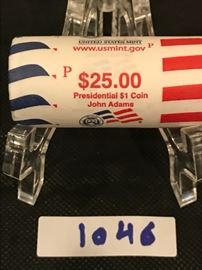 UNITED STATES MINT
www.usmint.gov P
P
$25.00
Presidential $1 Coin
John Adams
1046